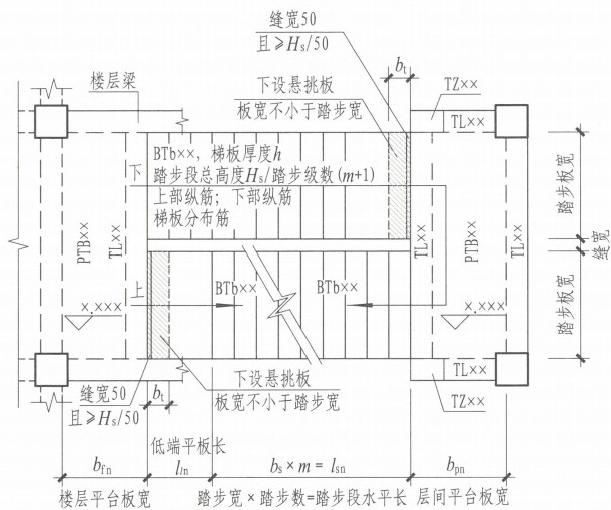 缝宽50
且≥Hs/50
bt
楼层梁
下设悬挑板
板宽不小于踏步宽
TZ××
TL××
BTb××，梯板厚度h
踏步段总高度Hs/踏步级数(m+1)
上部纵筋；下部纵筋
梯板分布筋
下
踏步板宽
PTB××
TL××
TL××
PTB××
TL××
缝宽
上
BTb××
BTb××
×.×××
×.×××
踏步板宽
缝宽50
且≥Hs/50
bt
下设悬挑板
板宽不小于踏步宽
TL××
TZ××
低端平板长
bfn
lln
bs×m=lsn
bpn
楼层平台板宽
踏步宽×踏步数=踏步段水平长
层间平台板宽